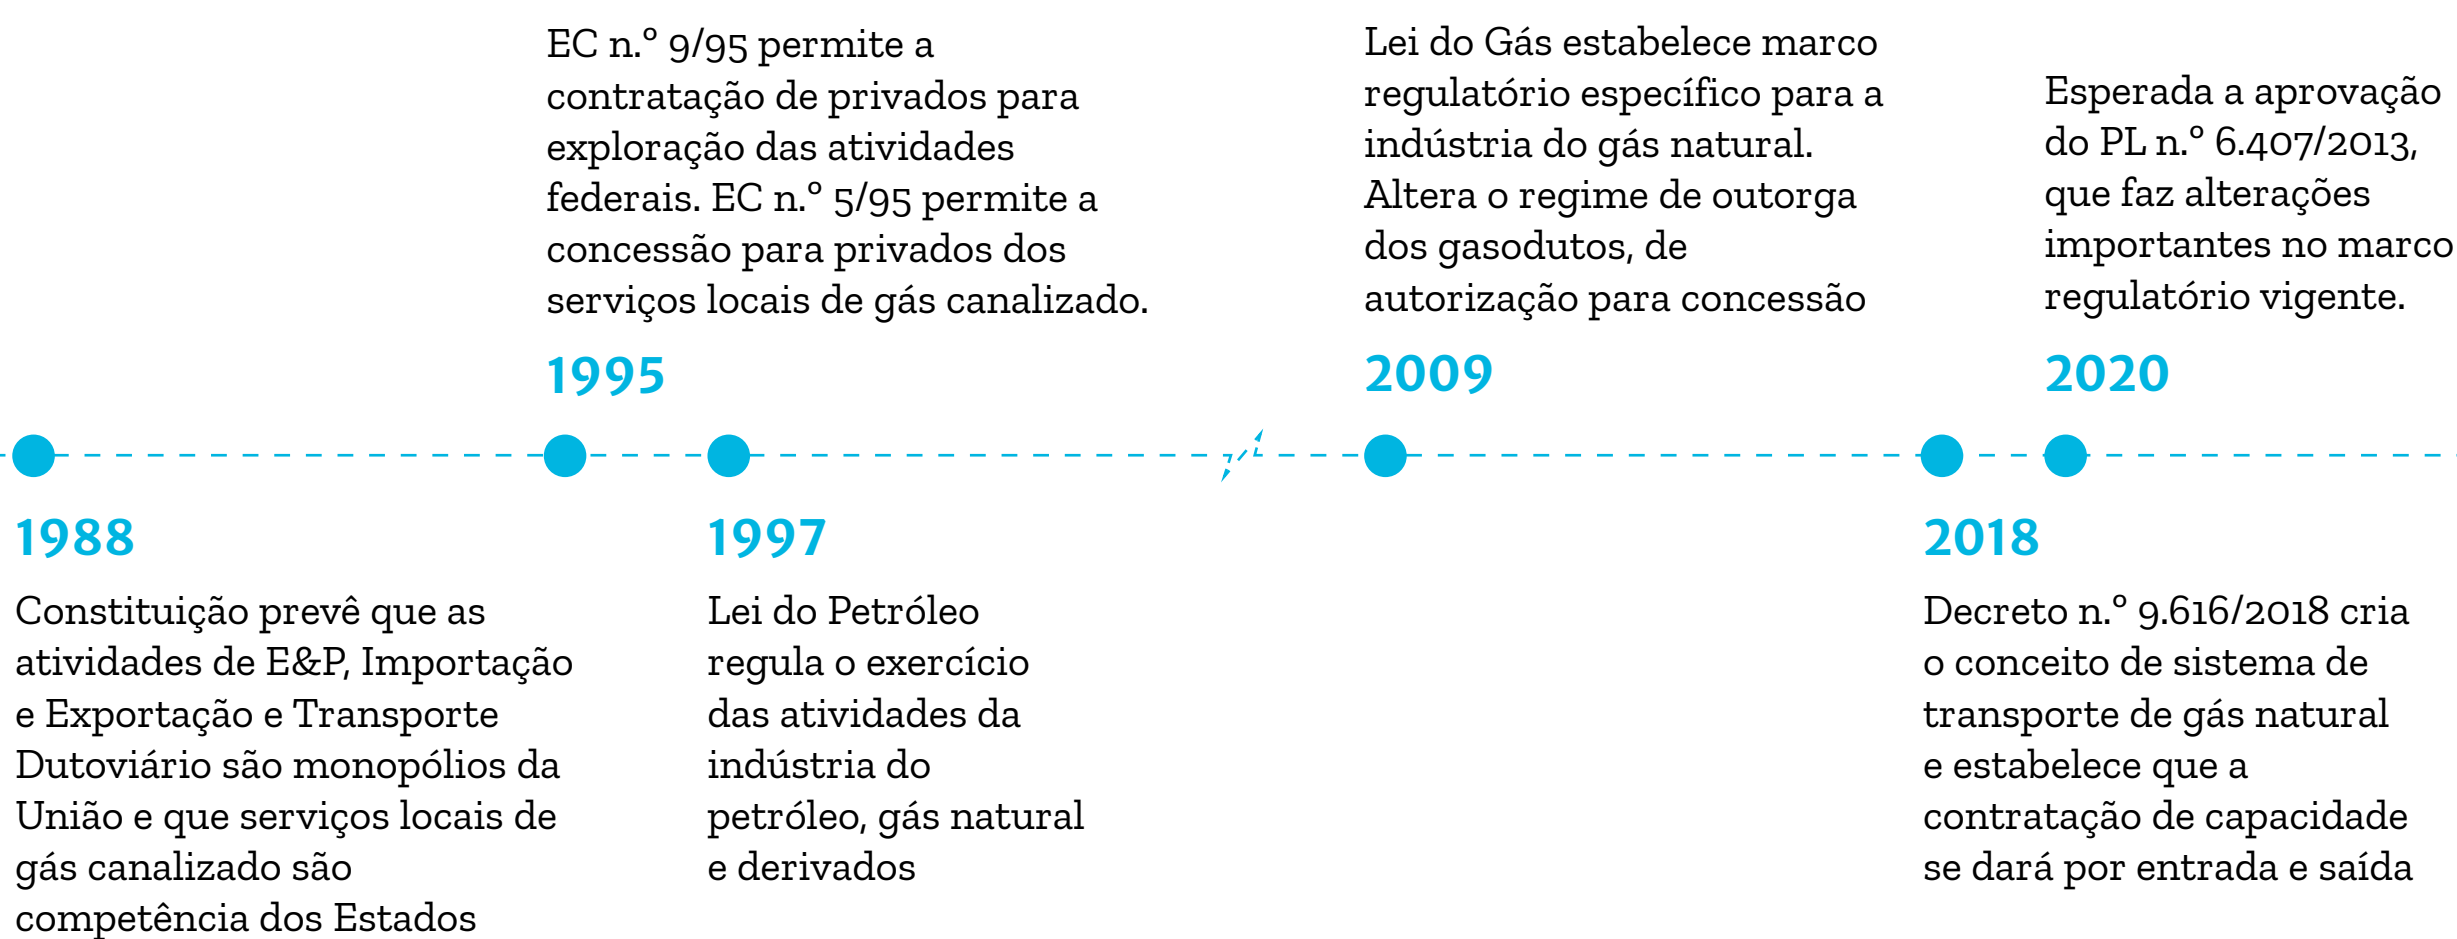 EC n.º 9/95 permite a
contratação de privados para
exploração das atividades
federais. EC n.º 5/95 permite a
concessão para privados dos
serviços locais de gás canalizado.
1995
Lei do Gás estabelece marco
regulatório específico para a
indústria do gás natural.
Altera o regime de outorga
dos gasodutos, de
autorização para concessão
2009
Esperada a aprovação
do PL n.º 6.407/2013,
que faz alterações
importantes no marco
regulatório vigente.
2020
1988
Constituição prevê que as
atividades de E&P, Importação
e Exportação e Transporte
Dutoviário são monopólios da
União e que serviços locais de
gás canalizado são
competência dos Estados
1997
Lei do Petróleo
regula o exercício
das atividades da
indústria do
petróleo, gás natural
e derivados
2018
Decreto n.º 9.616/2018 cria
o conceito de sistema de
transporte de gás natural
e estabelece que a
contratação de capacidade
se dará por entrada e saída